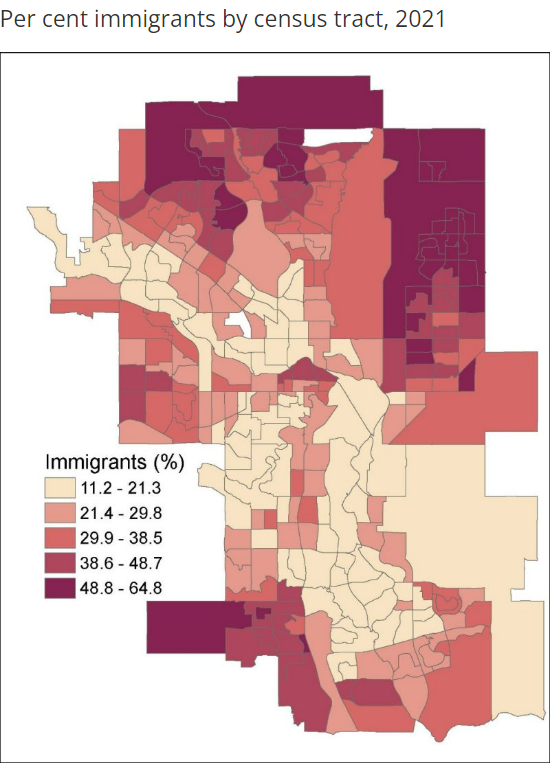 Per cent immigrants by census tract, 2021
Immigrants (%)
11.2 - 21.3
21.4 - 29.8
29.9 - 38.5
38.6 - 48.7
48.8 - 64.8